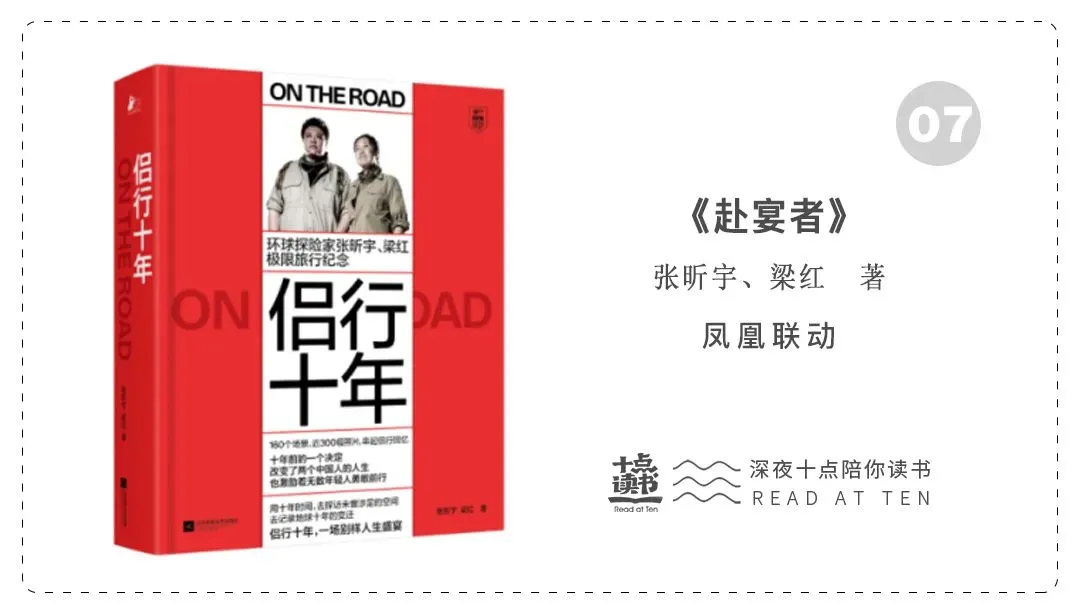 侣行十年
ON THE ROAD
ON THE ROAD
环球探险家张昕宇、梁红
极限旅行纪念
ON
ROAD
侣行
十年
160个场景,近300幅照片,串起侣行回忆
十年前的一个决定
改变了两个中国人的人生
也激励着无数年轻人勇敢前行
用十年时间,去探访未曾涉足的空间
去记录地球十年的变迁
侣行十年,一场别样人生盛宴
张昕宇 梁红 著
07
《赴宴者》
张昕宇、梁红 著
凤凰联动
十点读书
Read at Ten
深夜十点陪你读书
READ AT TEN